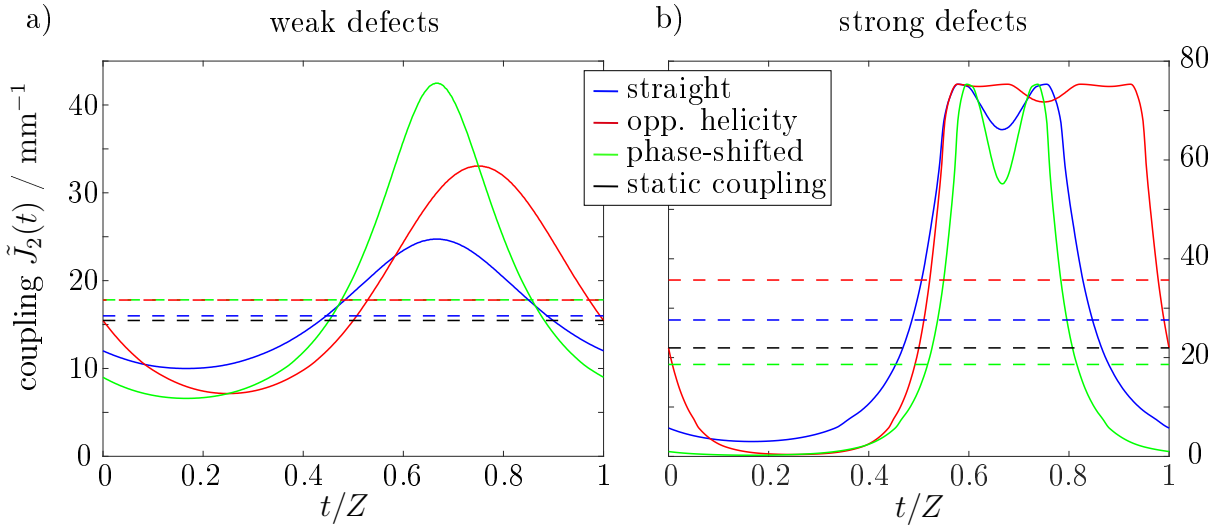 a)
weak defects
b)
strong defects
straight
opp. helicity
phase-shifted
static coupling
coupling J̃₂(t) / mm⁻¹
0
10
20
30
40
0
0.2
0.4
0.6
0.8
1
t/Z
0
20
40
60
80
0
0.2
0.4
0.6
0.8
1
t/Z